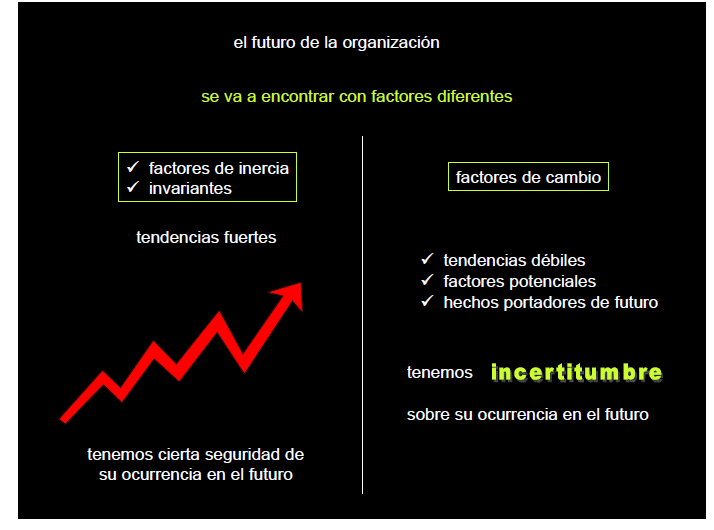 el futuro de la organización
se va a encontrar con factores diferentes
✓ factores de inercia
✓ invariantes
tendencias fuertes
tenemos cierta seguridad de
su ocurrencia en el futuro
factores de cambio
✓ tendencias débiles
✓ factores potenciales
✓ hechos portadores de futuro
tenemos incertitumbre
sobre su ocurrencia en el futuro